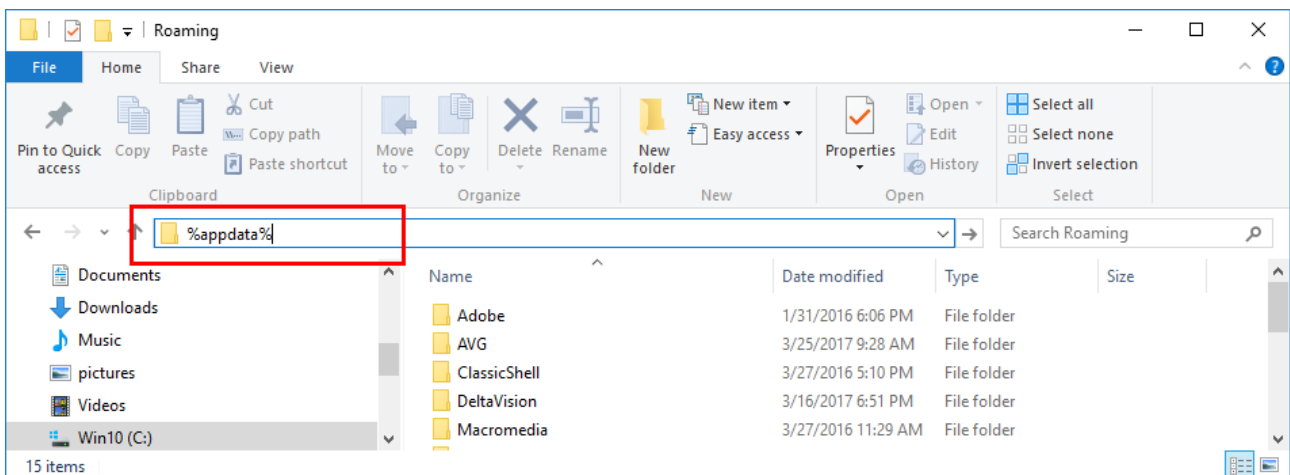 Roaming
File Home Share View
Pin to Quick access
Copy
Paste
Cut
Copy path
Paste shortcut
Clipboard
Move to
Copy to
Delete
Rename
Organize
New folder
New item
Easy access
New
Properties
Open
Edit
History
Open
Select all
Select none
Invert selection
Select
%appdata%
Search Roaming
Documents
Downloads
Music
pictures
Videos
Win10 (C:)
Name Date modified Type Size
Adobe 1/31/2016 6:06 PM File folder
AVG 3/25/2017 9:28 AM File folder
ClassicShell 3/27/2016 5:10 PM File folder
DeltaVision 3/16/2017 6:51 PM File folder
Macromedia 3/27/2016 11:29 AM File folder
15 items